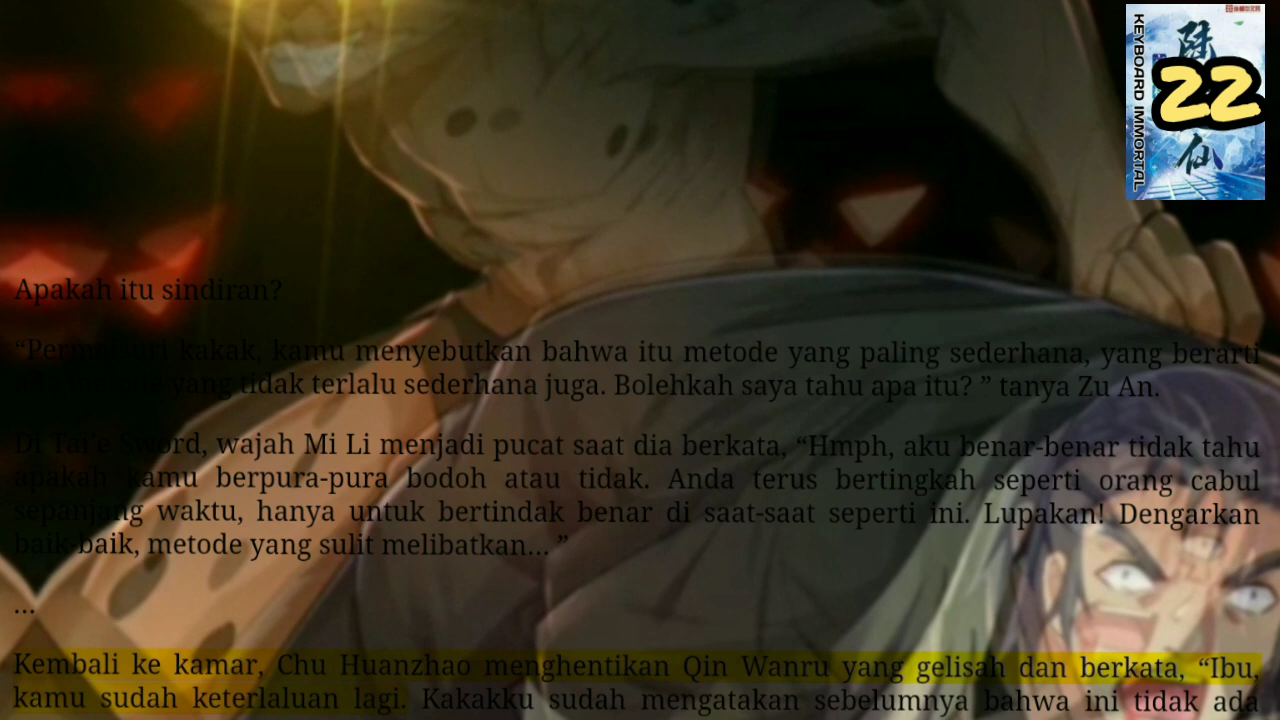 KEYBOARD IMMORTAL
22
Apakah itu sindiran?
“Permisi kakak, kamu menyebutkan bahwa itu metode yang paling sederhana, yang berarti
yang tidak terlalu sederhana juga. Bolehkah saya tahu apa itu? ” tanya Zu An.
Di Tai'e Sword, wajah Mi Li menjadi pucat saat dia berkata, “Hmph, aku benar-benar tidak tahu
apakah kamu berpura-pura bodoh atau tidak. Anda terus bertingkah seperti orang cabul
sepanjang waktu, hanya untuk bertindak benar di saat-saat seperti ini. Lupakan! Dengarkan
baik-baik, metode yang sulit melibatkan... ”
...
Kembali ke kamar, Chu Huanzhao menghentikan Qin Wanru yang gelisah dan berkata, “Ibu,
kamu sudah keterlaluan lagi. Kakakku sudah mengatakan sebelumnya bahwa ini tidak ada